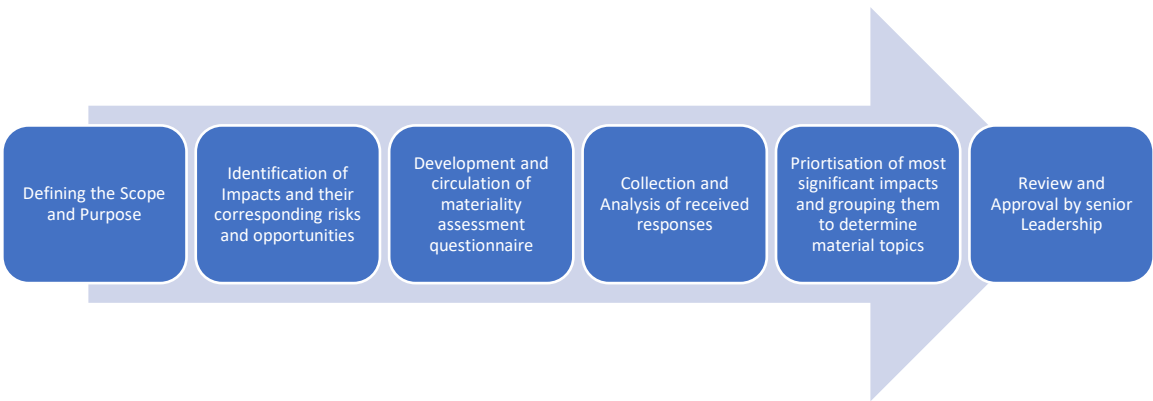 Defining the Scope
and Purpose
Identification of
Impacts and their
corresponding risks
and opportunities
Development and
circulation of
materiality
assessment
questionnaire
Collection and
Analysis of received
responses
Priortisation of most
significant impacts
and grouping them
to determine
material topics
Review and
Approval by senior
Leadership